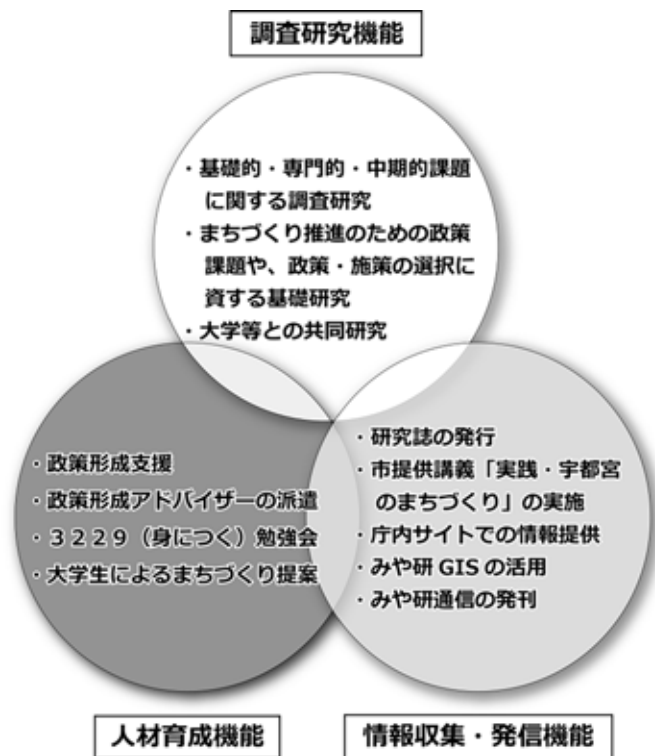 調査研究機能
・基礎的・専門的・中期的課題
に関する調査研究
・まちづくり推進のための政策
課題や、政策・施策の選択に
資する基礎研究
・大学等との共同研究
・政策形成支援
・政策形成アドバイザーの派遣
・３２２９（身につく）勉強会
・大学生によるまちづくり提案
・研究誌の発行
・市提供講義「実践・宇都宮
のまちづくり」の実施
・庁内サイトでの情報提供
・みや研 GIS の活用
・みや研通信の発刊
人材育成機能
情報収集・発信機能